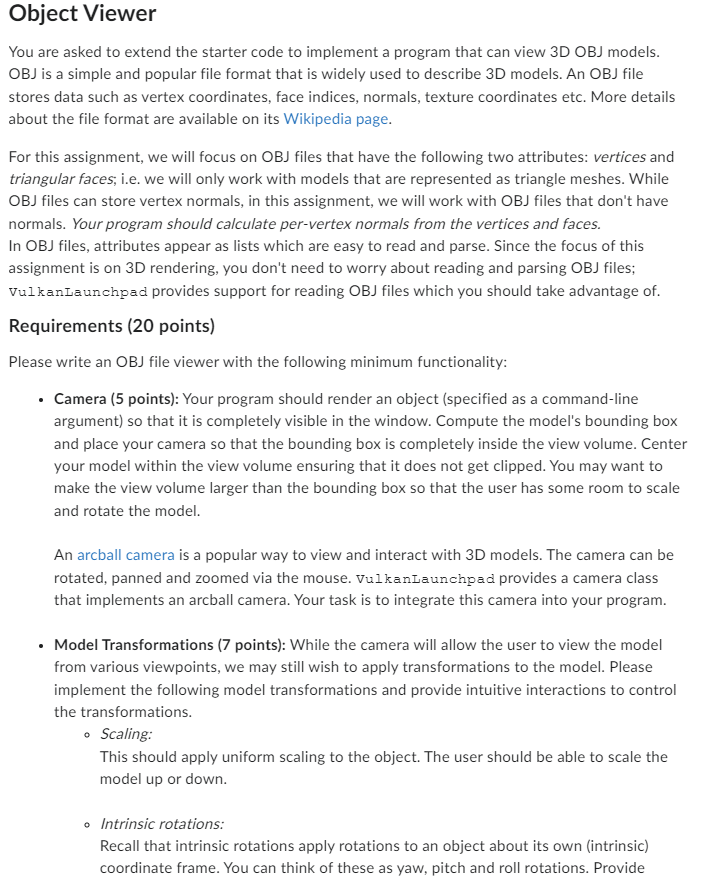 Object Viewer
You are asked to extend the starter code to implement a program that can view 3D OBJ models.
OBJ is a simple and popular file format that is widely used to describe 3D models. An OBJ file
stores data such as vertex coordinates, face indices, normals, texture coordinates etc. More details
about the file format are available on its Wikipedia page.
For this assignment, we will focus on OBJ files that have the following two attributes: vertices and
triangular faces; i.e. we will only work with models that are represented as triangle meshes. While
OBJ files can store vertex normals, in this assignment, we will work with OBJ files that don't have
normals. Your program should calculate per-vertex normals from the vertices and faces.
In OBJ files, attributes appear as lists which are easy to read and parse. Since the focus of this
assignment is on 3D rendering, you don't need to worry about reading and parsing OBJ files;
VulkanLaunchpad provides support for reading OBJ files which you should take advantage of.
Requirements (20 points)
Please write an OBJ file viewer with the following minimum functionality:
• Camera (5 points): Your program should render an object (specified as a command-line
argument) so that it is completely visible in the window. Compute the model's bounding box
and place your camera so that the bounding box is completely inside the view volume. Center
your model within the view volume ensuring that it does not get clipped. You may want to
make the view volume larger than the bounding box so that the user has some room to scale
and rotate the model.
An arcball camera is a popular way to view and interact with 3D models. The camera can be
rotated, panned and zoomed via the mouse. VulkanLaunchpad provides a camera class
that implements an arcball camera. Your task is to integrate this camera into your program.
• Model Transformations (7 points): While the camera will allow the user to view the model
from various viewpoints, we may still wish to apply transformations to the model. Please
implement the following model transformations and provide intuitive interactions to control
the transformations.
◦ Scaling:
This should apply uniform scaling to the object. The user should be able to scale the
model up or down.
◦ Intrinsic rotations:
Recall that intrinsic rotations apply rotations to an object about its own (intrinsic)
coordinate frame. You can think of these as yaw, pitch and roll rotations. Provide